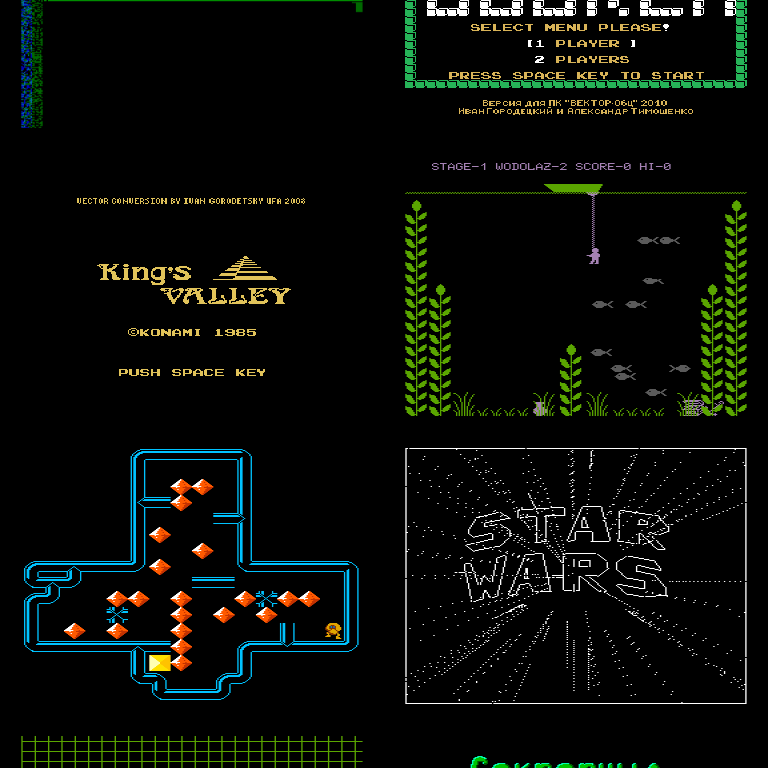 SELECT MENU PLEASE!
[1 PLAYER ]
2 PLAYERS
PRESS SPACE KEY TO START
Версия для ПК "ВЕКТОР-06ц" 2010
Иван Городецкий и Александр Тимошенко
VECTOR CONVERSION BY IVAN GORODETSKY UFA 2008
King's
VALLEY
©KONAMI 1985
PUSH SPACE KEY
STAGE-1 WODOLAZ-2 SCORE-0 HI-0
STAR
WARS